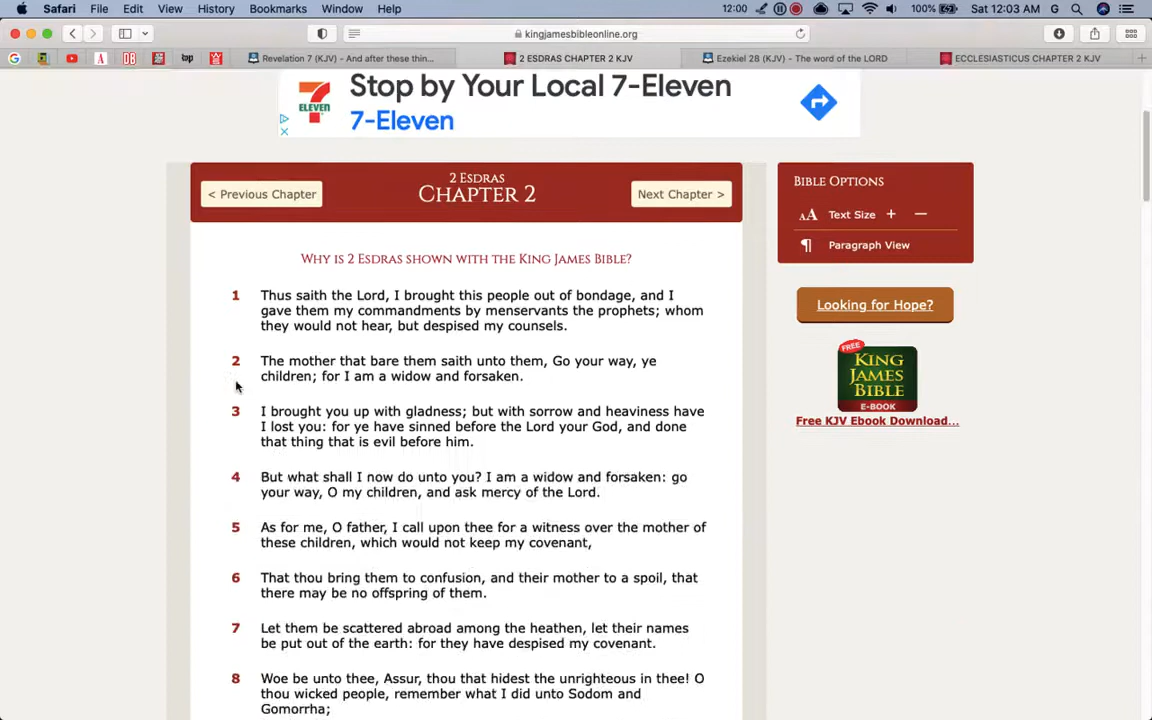 Safari File Edit View History Bookmarks Window Help 12:00 100% Sat 12:03 AM G
kingjamesbibleonline.org
Revelation 7 (KJV) - And after these thin... 2 ESDRAS CHAPTER 2 KJV Ezekiel 28 (KJV) - The word of the LORD ECCLESIASTICUS CHAPTER 2 KJV
Stop by Your Local 7-Eleven
7-Eleven
ELEVEN
2 ESDRAS
CHAPTER 2
< Previous Chapter
Next Chapter >
WHY IS 2 ESDRAS SHOWN WITH THE KING JAMES BIBLE?
1 Thus saith the Lord, I brought this people out of bondage, and I
gave them my commandments by menservants the prophets; whom
they would not hear, but despised my counsels.
2 The mother that bare them saith unto them, Go your way, ye
children; for I am a widow and forsaken.
3 I brought you up with gladness; but with sorrow and heaviness have
I lost you: for ye have sinned before the Lord your God, and done
that thing that is evil before him.
4 But what shall I now do unto you? I am a widow and forsaken: go
your way, O my children, and ask mercy of the Lord.
5 As for me, O father, I call upon thee for a witness over the mother of
these children, which would not keep my covenant,
6 That thou bring them to confusion, and their mother to a spoil, that
there may be no offspring of them.
7 Let them be scattered abroad among the heathen, let their names
be put out of the earth: for they have despised my covenant.
8 Woe be unto thee, Assur, thou that hidest the unrighteous in thee! O
thou wicked people, remember what I did unto Sodom and
Gomorrha;
BIBLE OPTIONS
AA Text Size + −
¶ Paragraph View
Looking for Hope?
FREE
KING
JAMES
BIBLE
E-BOOK
Free KJV Ebook Download...